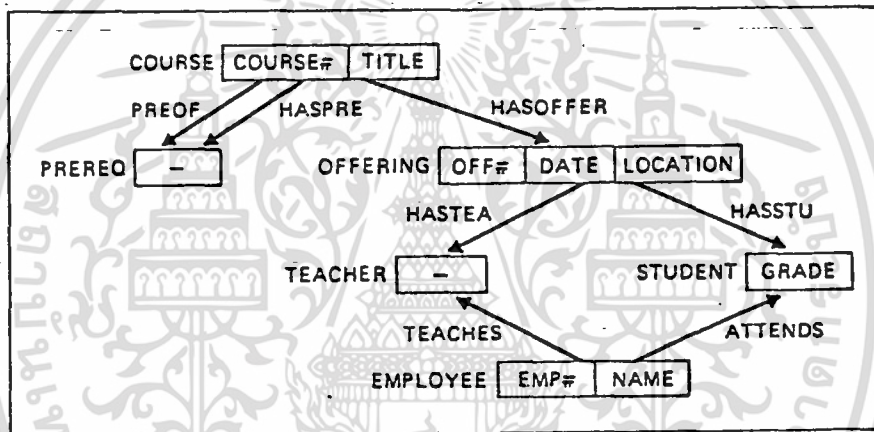 COURSE COURSE# TITLE
PREOF HASPRE HASOFFER
PREREQ – OFFERING OFF# DATE LOCATION
HASTEA HASSTU
TEACHER – STUDENT GRADE
TEACHES ATTENDS
EMPLOYEE EMP# NAME